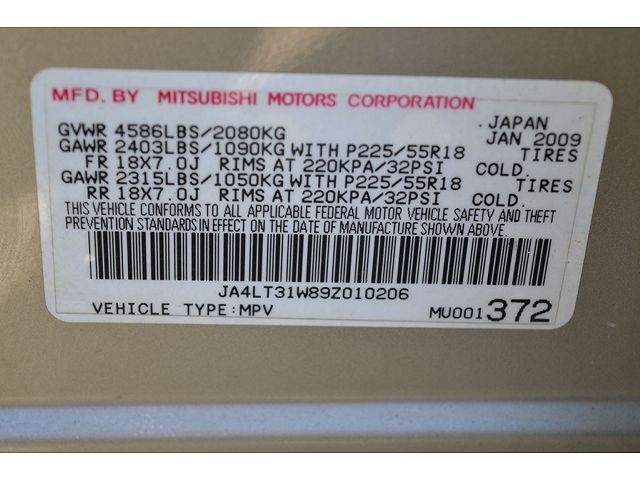 MFD. BY MITSUBISHI MOTORS CORPORATION
GVWR 4586LBS/2080KG JAPAN JAN 2009
GAWR 2403LBS/1090KG WITH P225/55R18 TIRES
FR 18X7.0J RIMS AT 220KPA/32PSI COLD.
GAWR 2315LBS/1050KG WITH P225/55R18 TIRES
RR 18X7.0J RIMS AT 220KPA/32PSI COLD.
THIS VEHICLE CONFORMS TO ALL APPLICABLE FEDERAL MOTOR VEHICLE SAFETY AND THEFT
PREVENTION STANDARDS IN EFFECT ON THE DATE OF MANUFACTURE SHOWN ABOVE.
JA4LT31W89Z010206
VEHICLE TYPE:MPV MU001372